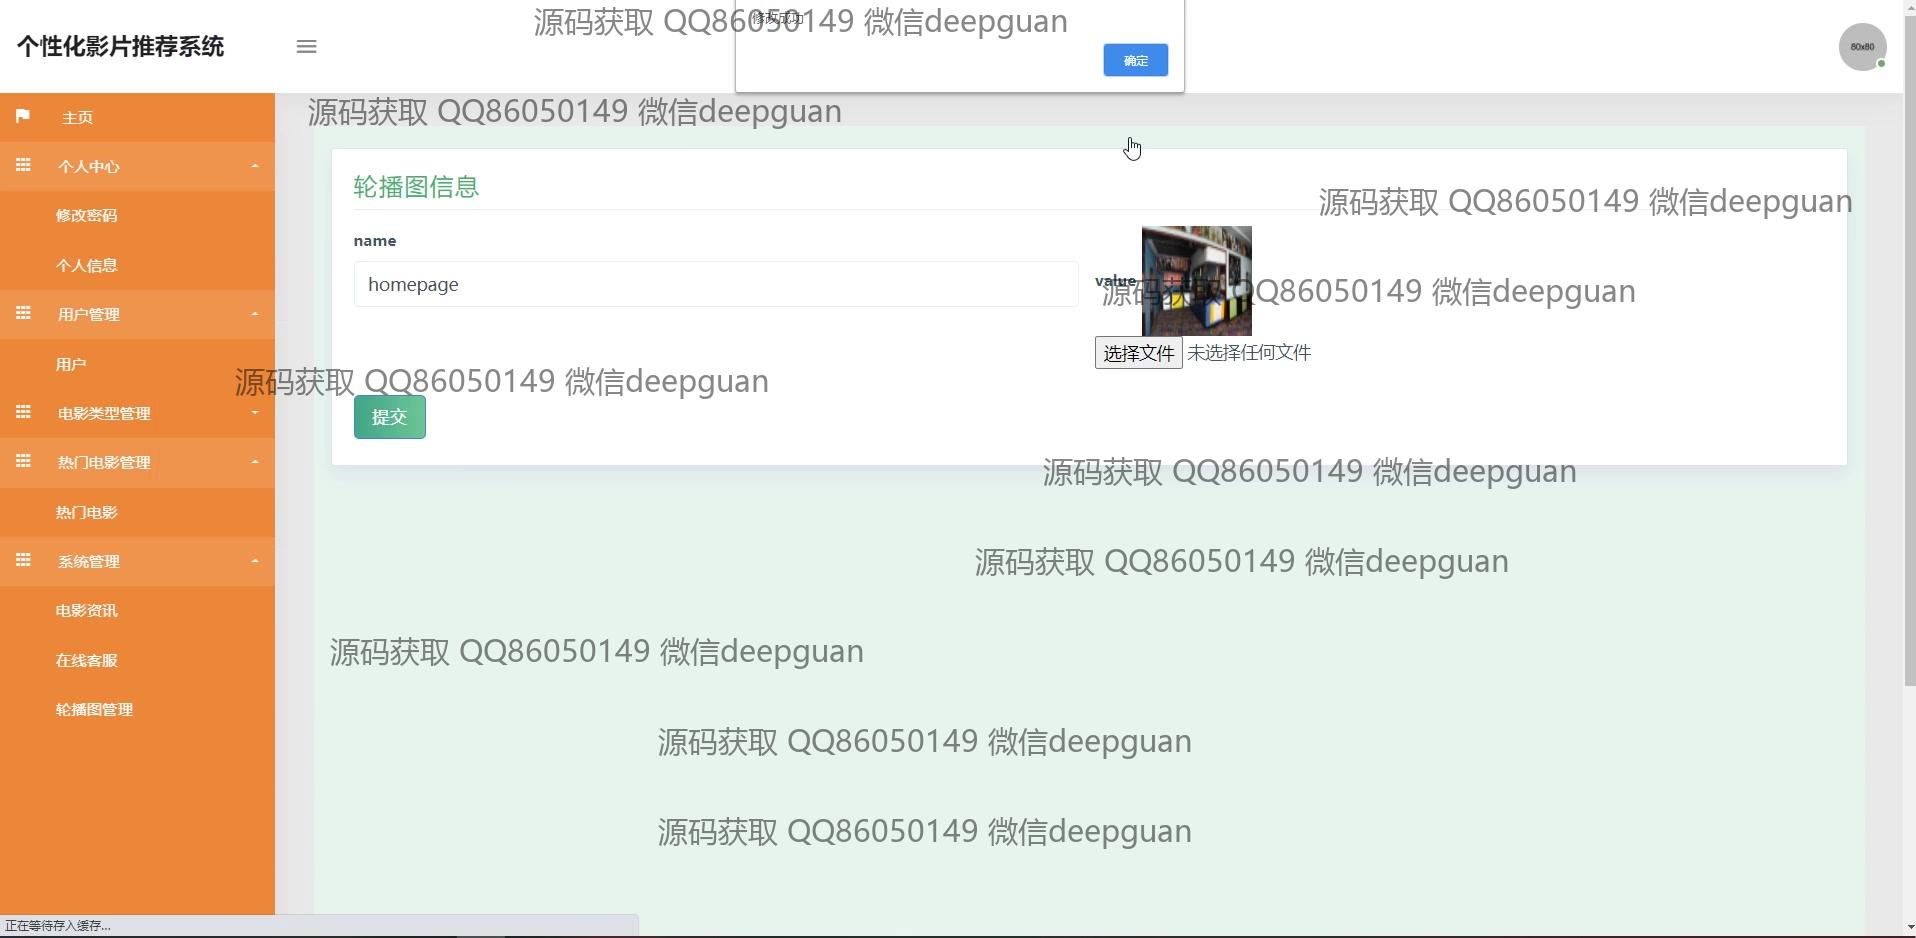 源码获取 QQ86050149 微信deepguan
修改成功
个性化影片推荐系统
80x80
确定
源码获取 QQ86050149 微信deepguan
主页
个人中心
轮播图信息
源码获取 QQ86050149 微信deepguan
修改密码
name
个人信息
homepage
value
源码获取 QQ86050149 微信deepguan
用户管理
选择文件 未选择任何文件
用户
源码获取 QQ86050149 微信deepguan
电影类型管理
提交
热门电影管理
源码获取 QQ86050149 微信deepguan
热门电影
系统管理
源码获取 QQ86050149 微信deepguan
电影资讯
在线客服
源码获取 QQ86050149 微信deepguan
轮播图管理
源码获取 QQ86050149 微信deepguan
源码获取 QQ86050149 微信deepguan
正在等待存入缓存...